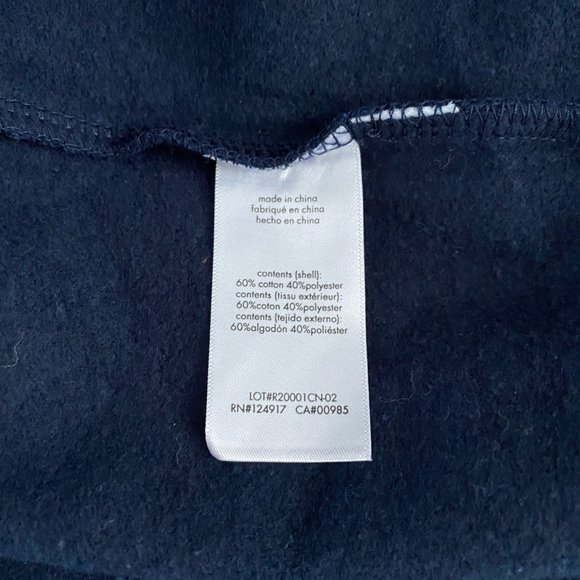 made in china
fabriqué en china
hecho en china
contents (shell):
60% cotton 40%polyester
contents (tissu extérieur):
60%coton 40%polyester
contents (tejido externo):
60%algodón 40%poliéster
LOT#R20001CN-02
RN#124917 CA#00985